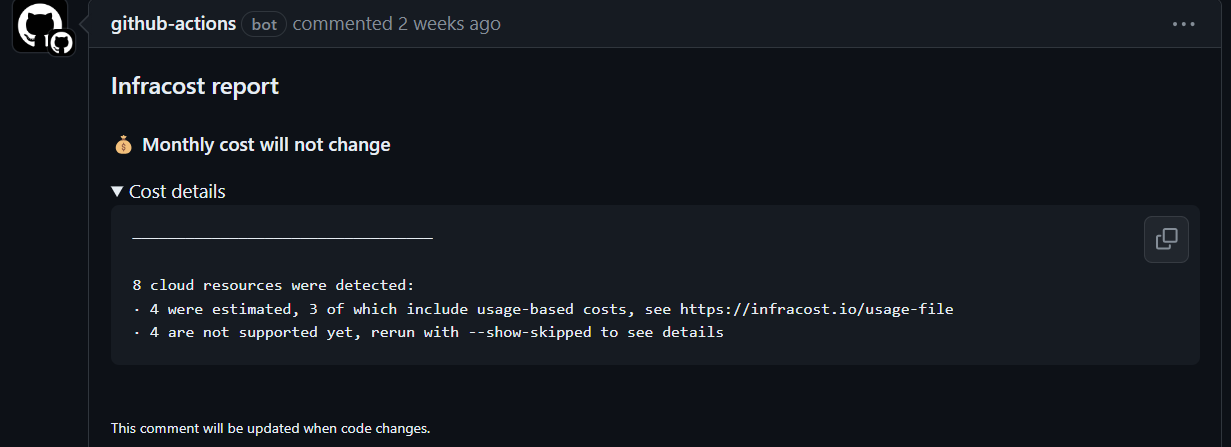 github-actions bot commented 2 weeks ago
Infracost report
💰 Monthly cost will not change
▼ Cost details
8 cloud resources were detected:
∙ 4 were estimated, 3 of which include usage-based costs, see https://infracost.io/usage-file
∙ 4 are not supported yet, rerun with --show-skipped to see details
This comment will be updated when code changes.